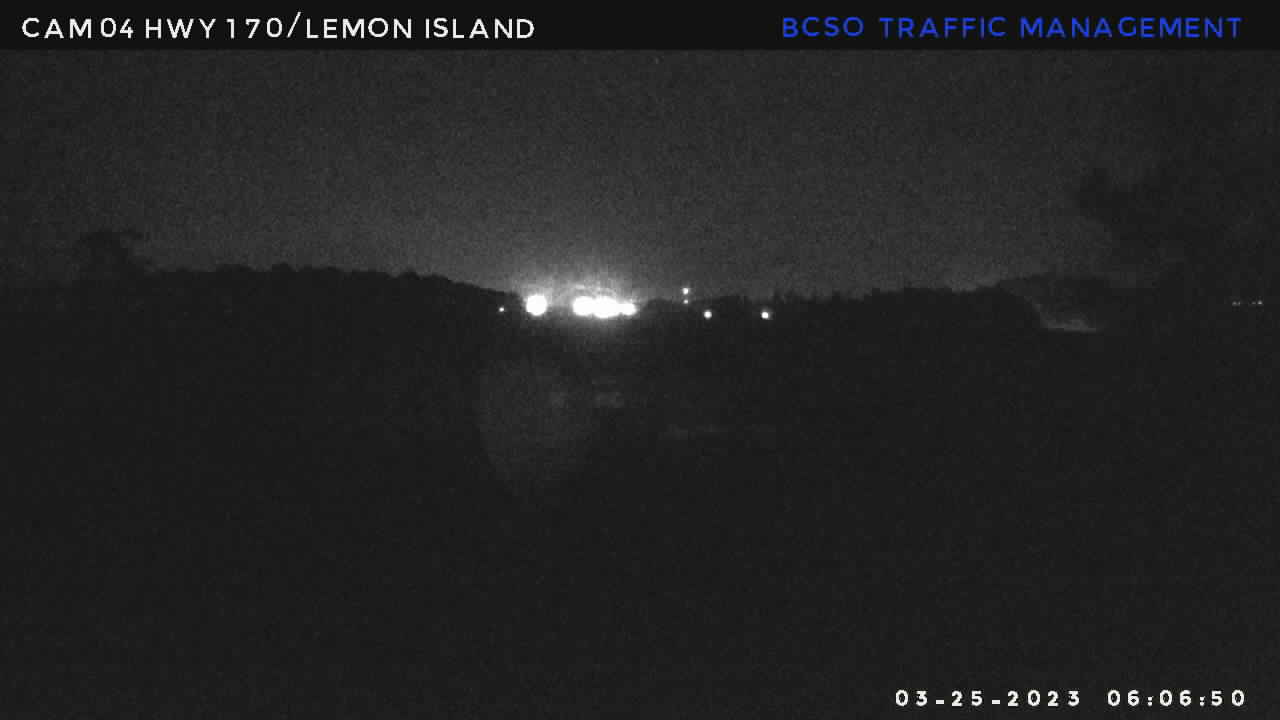 CAM04 HWY 170/LEMON ISLAND
BCSO TRAFFIC MANAGEMENT
03-25-2023 06:06:50